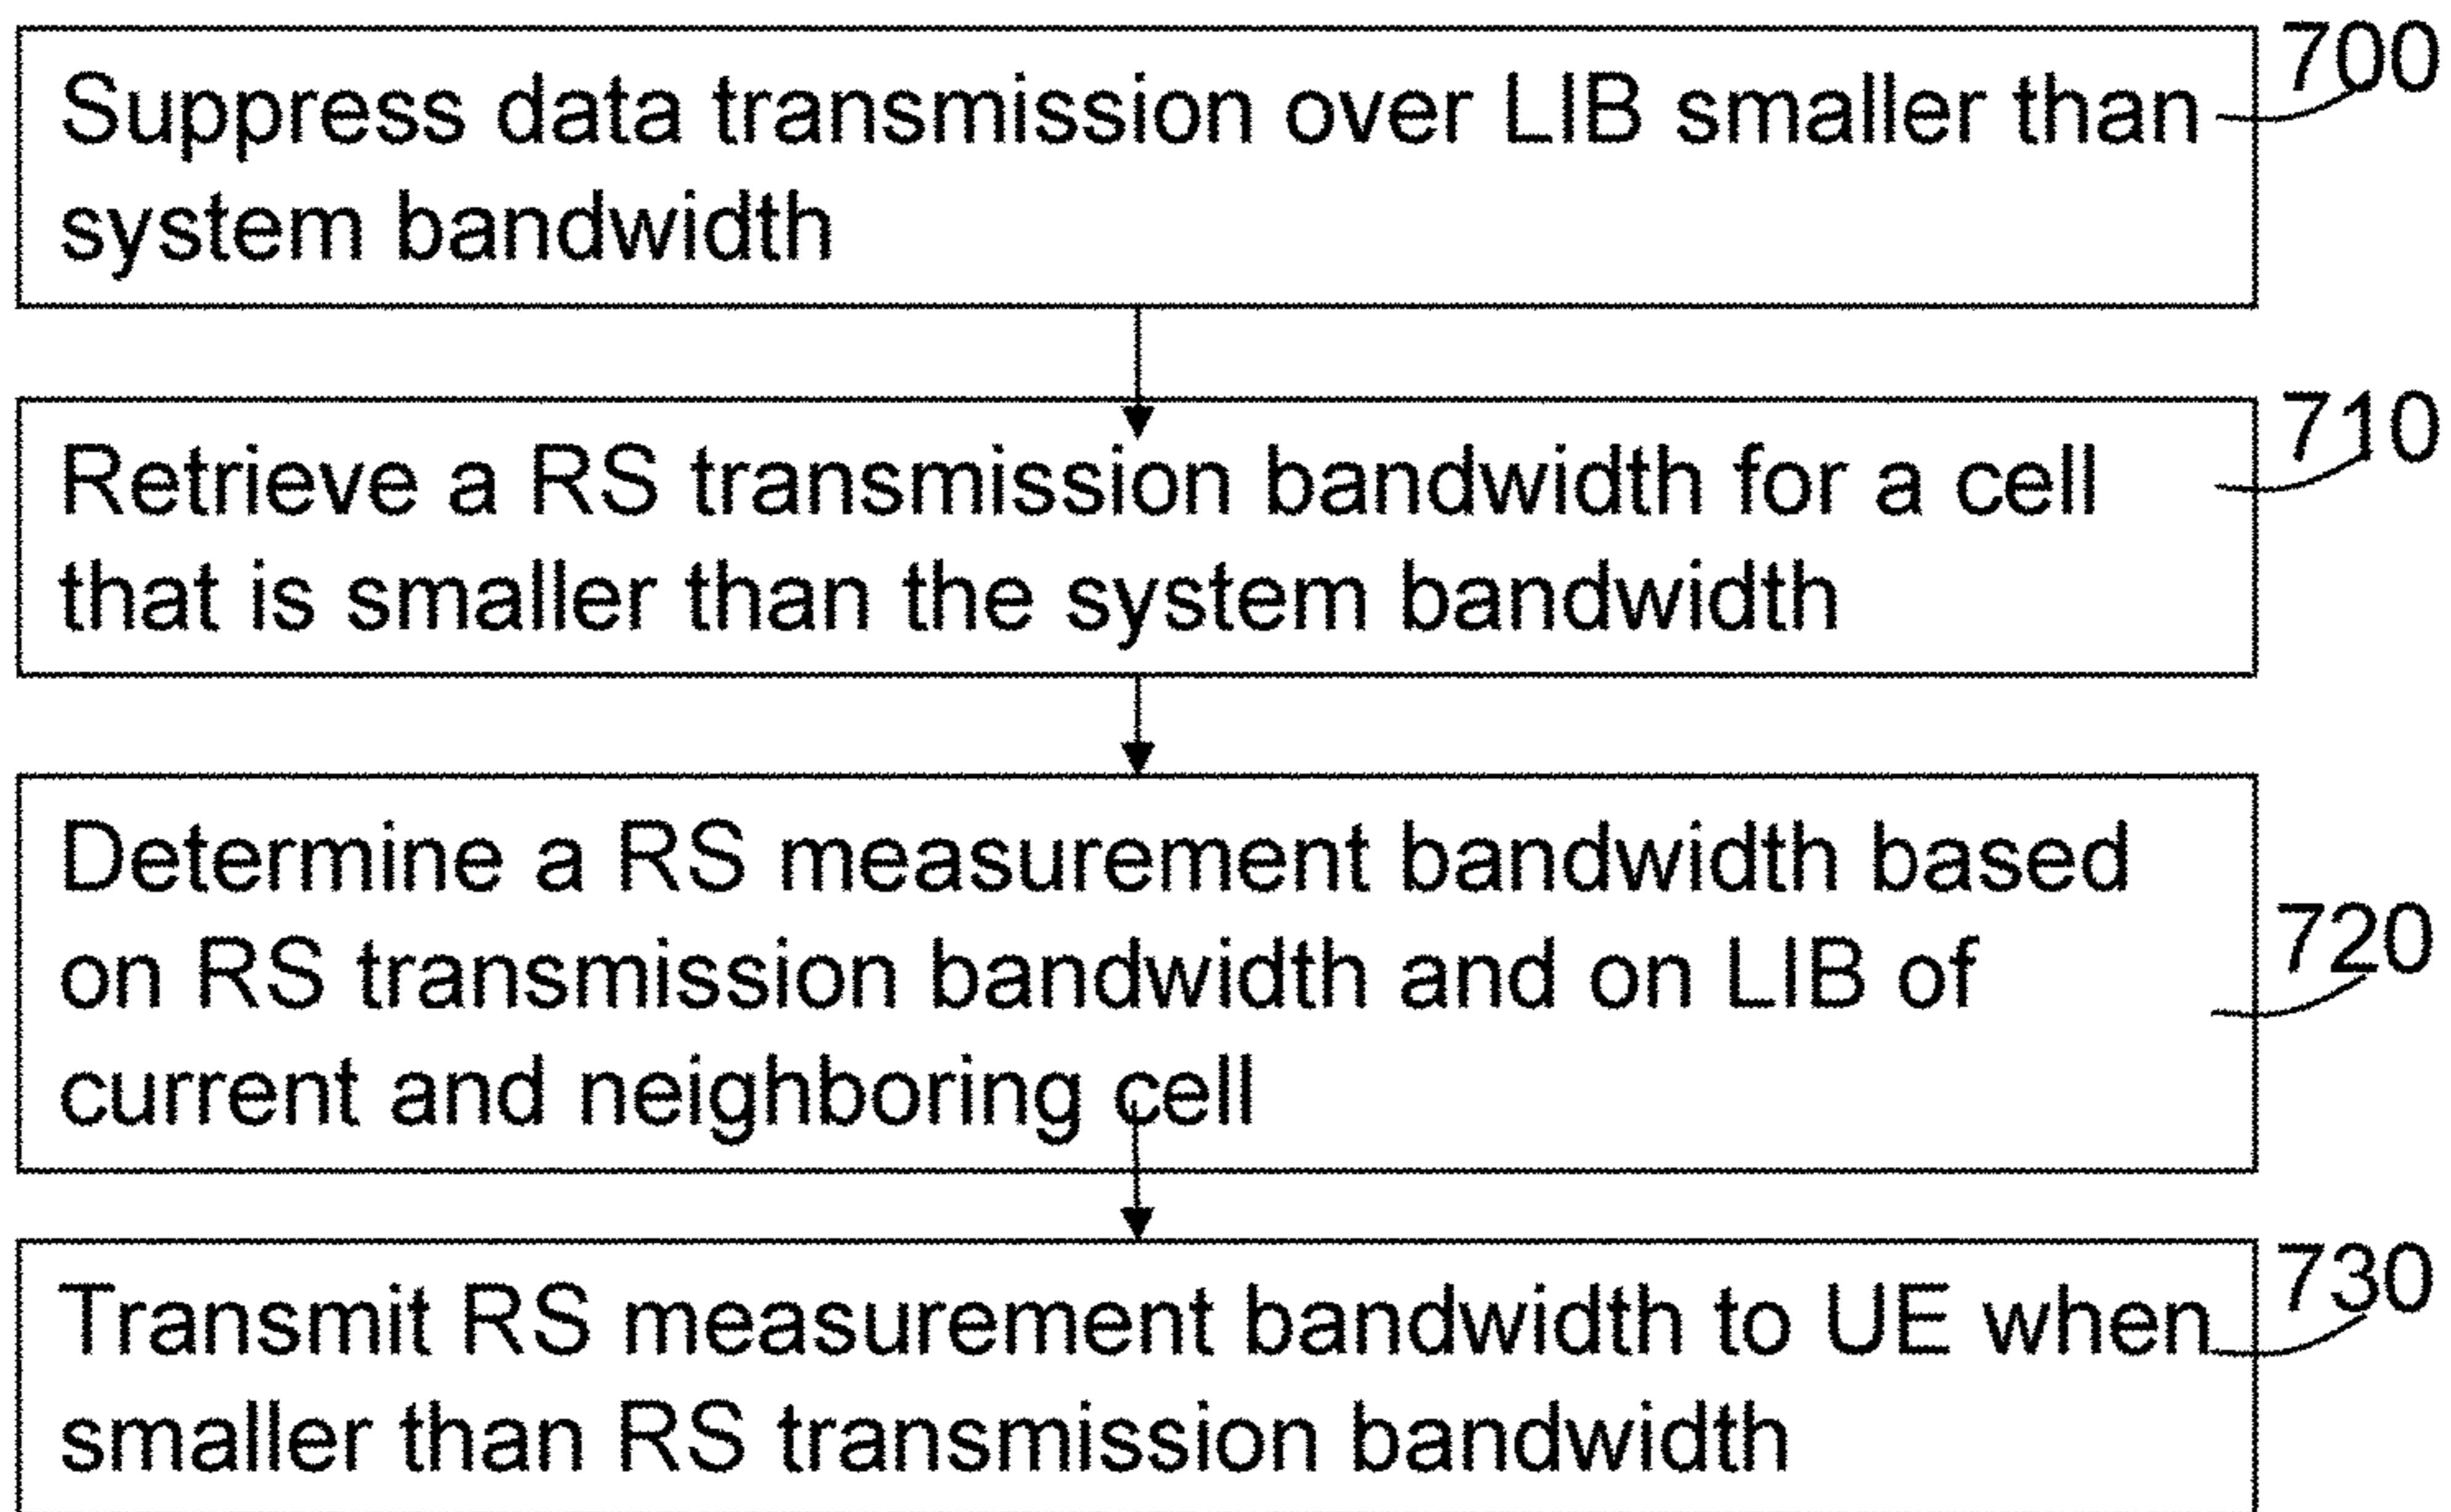 Suppress data transmission over LIB smaller than 700
system bandwidth
Retrieve a RS transmission bandwidth for a cell 710
that is smaller than the system bandwidth
Determine a RS measurement bandwidth based
on RS transmission bandwidth and on LIB of 720
current and neighboring cell
Transmit RS measurement bandwidth to UE when 730
smaller than RS transmission bandwidth